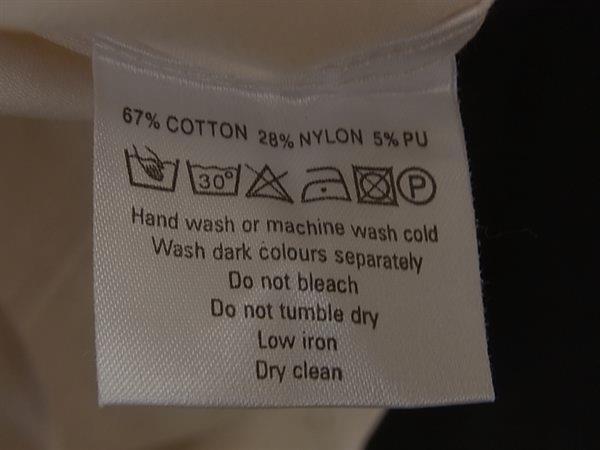 67% COTTON 28% NYLON 5% PU
30° P
Hand wash or machine wash cold
Wash dark colours separately
Do not bleach
Do not tumble dry
Low iron
Dry clean